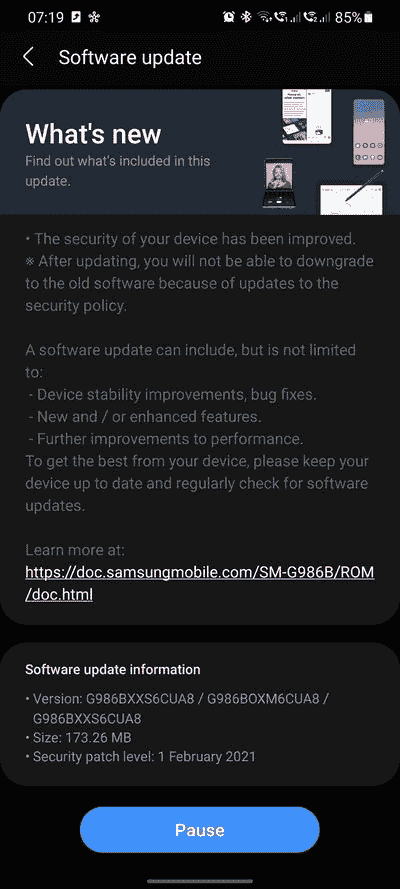 07:19 85%
Software update
What's new
Find out what's included in this
update.
• The security of your device has been improved.
※ After updating, you will not be able to downgrade
to the old software because of updates to the
security policy.
A software update can include, but is not limited
to:
- Device stability improvements, bug fixes.
- New and / or enhanced features.
- Further improvements to performance.
To get the best from your device, please keep your
device up to date and regularly check for software
updates.
Learn more at:
https://doc.samsungmobile.com/SM-G986B/ROM
/doc.html
Software update information
• Version: G986BXXS6CUA8 / G986BOXM6CUA8 /
G986BXXS6CUA8
• Size: 173.26 MB
• Security patch level: 1 February 2021
Pause